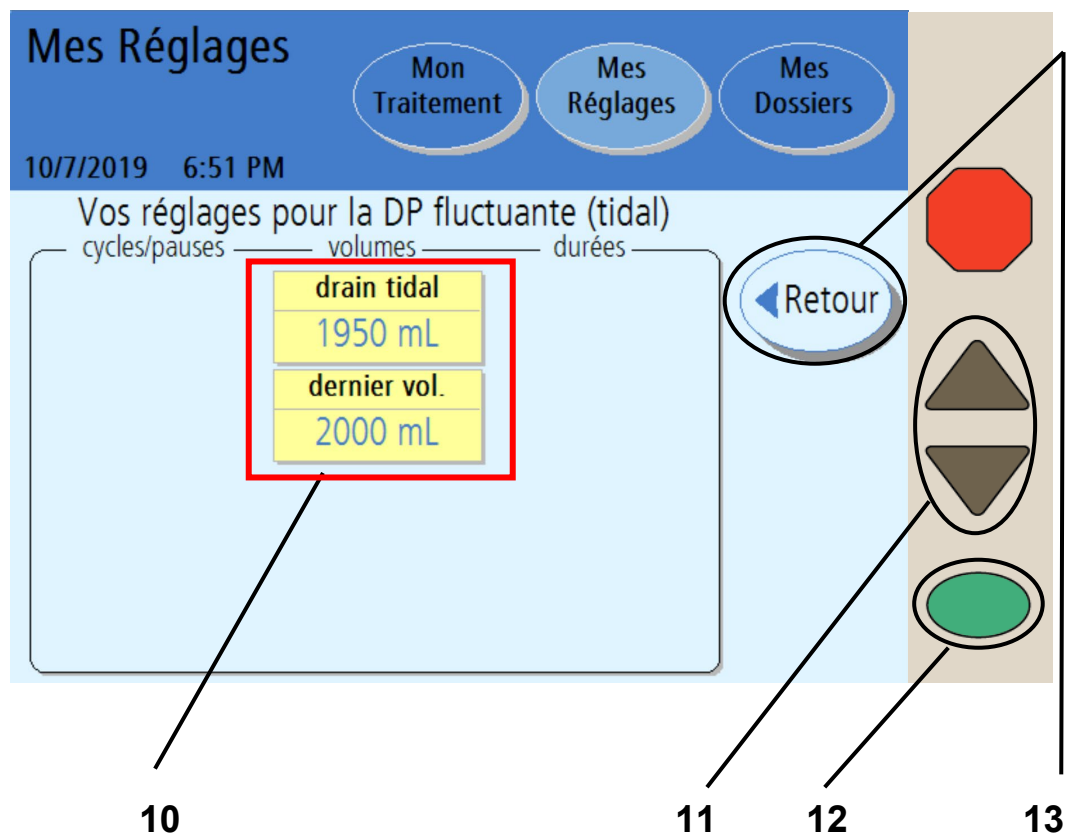 Mes Réglages
Mon
Traitement
Mes
Réglages
Mes
Dossiers
10/7/2019 6:51 PM
Vos réglages pour la DP fluctuante (tidal)
cycles/pauses volumes durées
drain tidal
1950 mL
dernier vol.
2000 mL
Retour
10 11 12 13